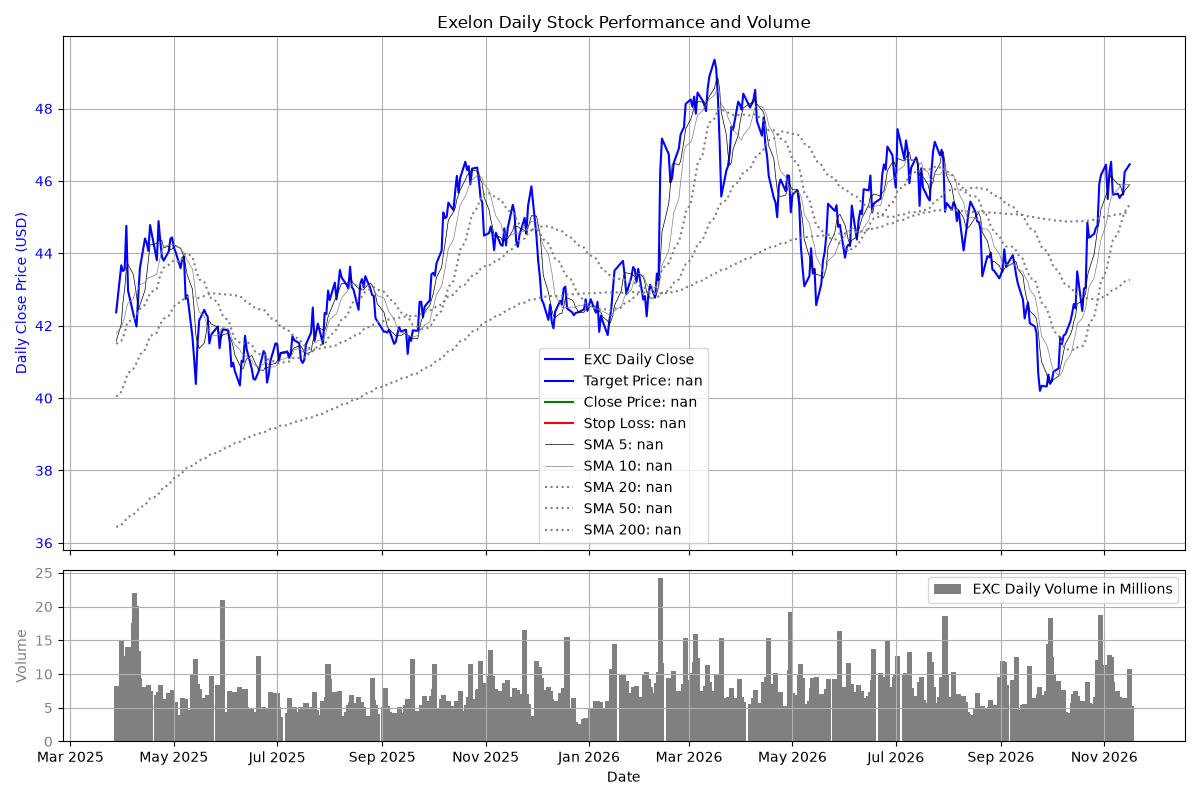 Exelon Daily Stock Performance and Volume
Daily Close Price (USD)
48
46
44
42
40
38
36
EXC Daily Close
Target Price: nan
Close Price: nan
Stop Loss: nan
SMA 5: nan
SMA 10: nan
SMA 20: nan
SMA 50: nan
SMA 200: nan
Volume
25
20
15
10
5
0
EXC Daily Volume in Millions
Mar 2025 May 2025 Jul 2025 Sep 2025 Nov 2025 Jan 2026 Mar 2026 May 2026 Jul 2026 Sep 2026 Nov 2026
Date